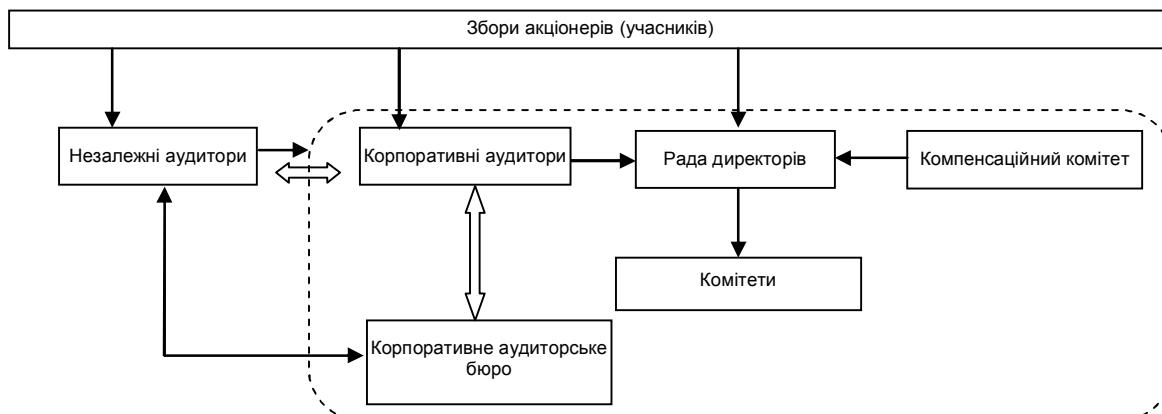 Збори акціонерів (учасників)
Незалежні аудитори
Корпоративні аудитори
Рада директорів
Компенсаційний комітет
Комітети
Корпоративне аудиторське
бюро